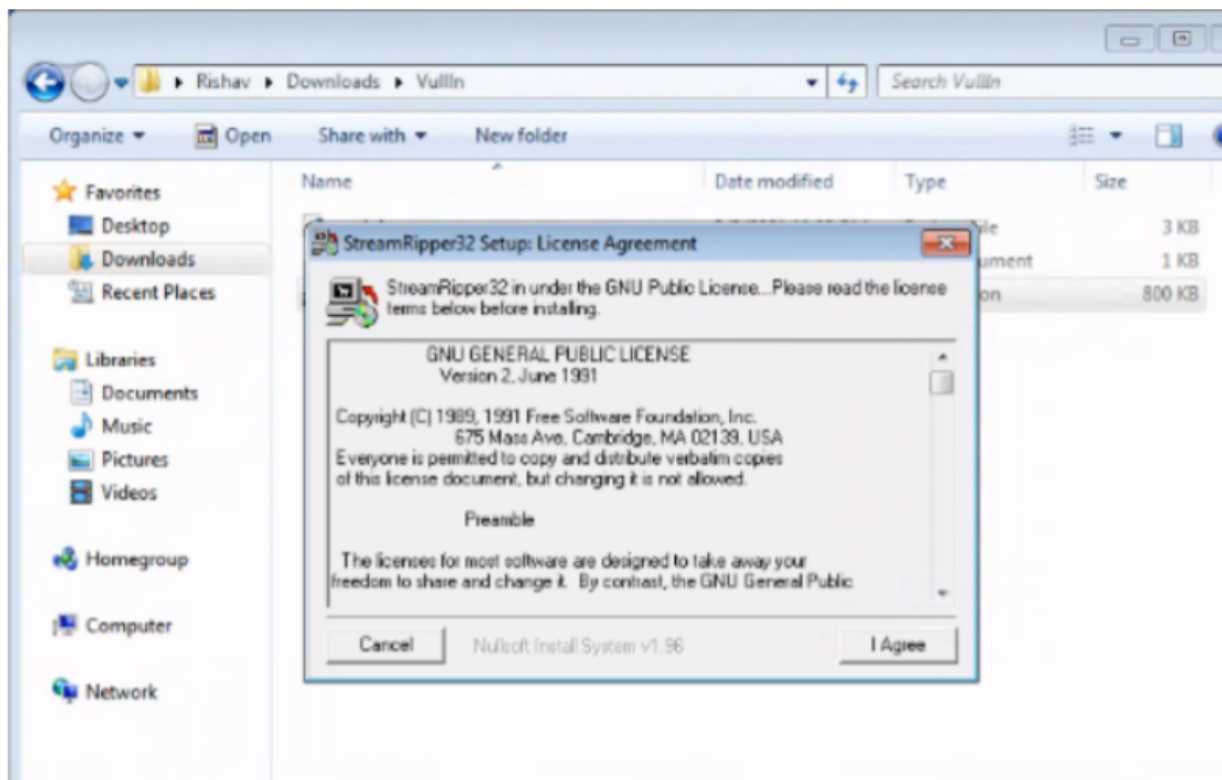 Rishav Downloads Vullln
Search Vullln
Organize Open Share with New folder
Name Date modified Type Size
Favorites
Desktop
Downloads
Recent Places
Libraries
Documents
Music
Pictures
Videos
Homegroup
Computer
Network
3 KB
1 KB
800 KB
StreamRipper32 Setup: License Agreement
StreamRipper32 in under the GNU Public License...Please read the license
terms below before installing.
GNU GENERAL PUBLIC LICENSE
Version 2, June 1991
Copyright (C) 1989, 1991 Free Software Foundation, Inc.
675 Mass Ave, Cambridge, MA 02139, USA
Everyone is permitted to copy and distribute verbatim copies
of this license document, but changing it is not allowed.
Preamble
The licenses for most software are designed to take away your
freedom to share and change it. By contrast, the GNU General Public
Cancel Nullsoft Install System v1.96 I Agree